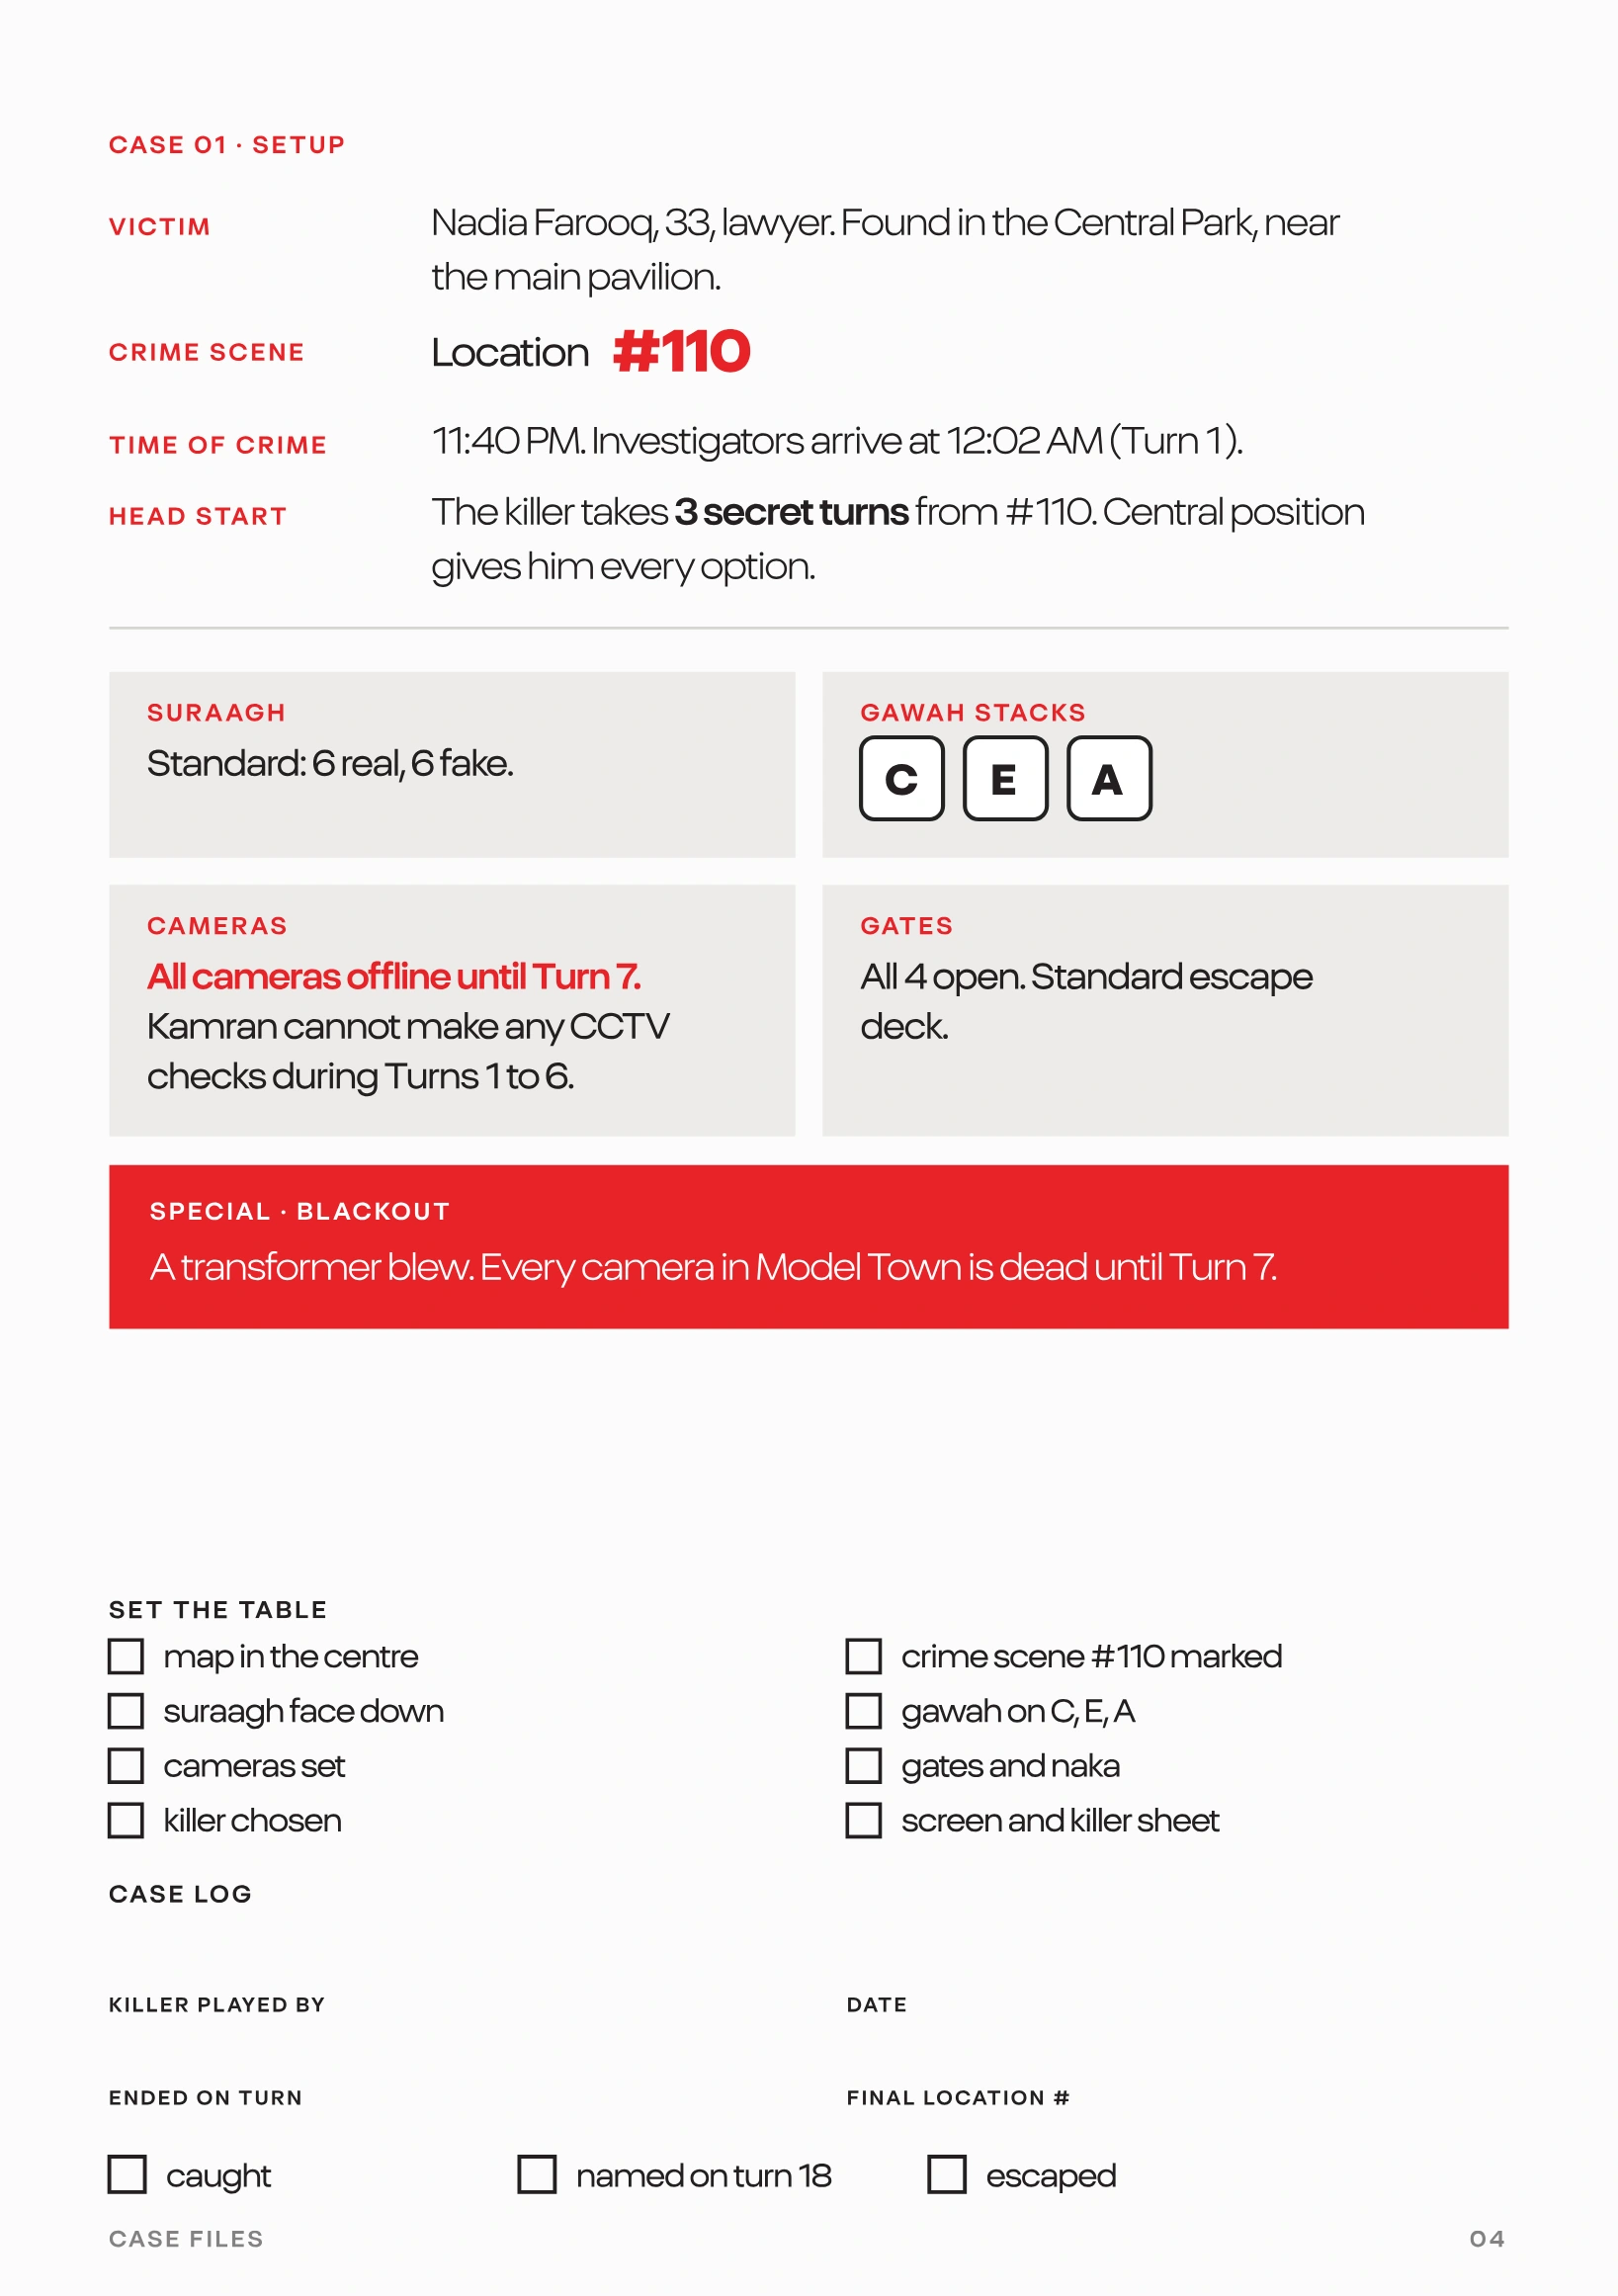 CASE 01 · SETUP
VICTIM
Nadia Farooq, 33, lawyer. Found in the Central Park, near
the main pavilion.
CRIME SCENE
Location #110
TIME OF CRIME
11:40 PM. Investigators arrive at 12:02 AM (Turn 1).
HEAD START
The killer takes 3 secret turns from #110. Central position
gives him every option.
SURAAGH
Standard: 6 real, 6 fake.
GAWAH STACKS
C E A
CAMERAS
All cameras offline until Turn 7.
Kamran cannot make any CCTV
checks during Turns 1 to 6.
GATES
All 4 open. Standard escape
deck.
SPECIAL · BLACKOUT
A transformer blew. Every camera in Model Town is dead until Turn 7.
SET THE TABLE
map in the centre
crime scene #110 marked
suraagh face down
gawah on C, E, A
cameras set
gates and naka
killer chosen
screen and killer sheet
CASE LOG
KILLER PLAYED BY
DATE
ENDED ON TURN
FINAL LOCATION #
caught
named on turn 18
escaped
CASE FILES
04